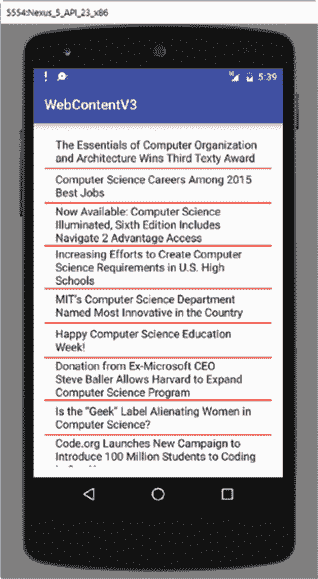 5554:Nexus_5_API_23_x86
5:39
WebContentV3
The Essentials of Computer Organization
and Architecture Wins Third Texty Award
Computer Science Careers Among 2015
Best Jobs
Now Available: Computer Science
Illuminated, Sixth Edition Includes
Navigate 2 Advantage Access
Increasing Efforts to Create Computer
Science Requirements in U.S. High
Schools
MIT's Computer Science Department
Named Most Innovative in the Country
Happy Computer Science Education
Week!
Donation from Ex-Microsoft CEO
Steve Baller Allows Harvard to Expand
Computer Science Program
Is the "Geek" Label Alienating Women in
Computer Science?
Code.org Launches New Campaign to
Introduce 100 Million Students to Coding